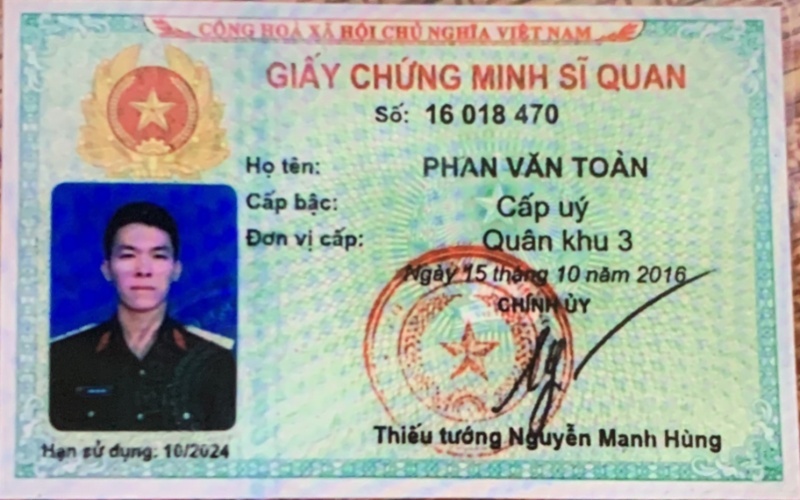 CỘNG HOÀ XÃ HỘI CHỦ NGHĨA VIỆT NAM
GIẤY CHỨNG MINH SĨ QUAN
Số: 16 018 470
Họ tên: PHAN VĂN TOÀN
Cấp bậc: Cấp uý
Đơn vị cấp: Quân khu 3
Ngày 15 tháng 10 năm 2016
CHÍNH ỦY
Thiếu tướng Nguyễn Manh Hùng
Hạn sử dụng: 10/2024